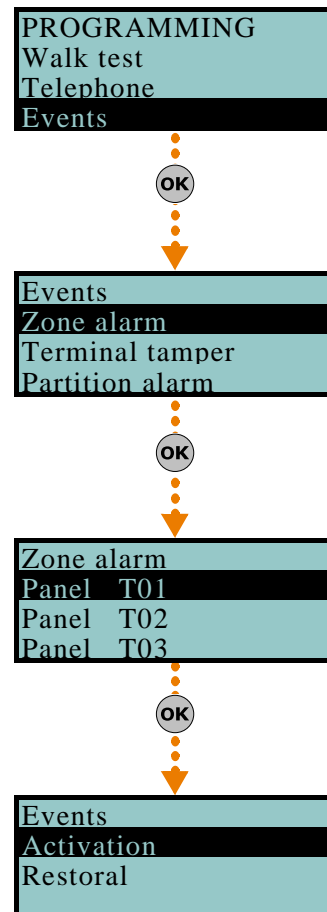 PROGRAMMING
Walk test
Telephone
Events
OK
Events
Zone alarm
Terminal tamper
Partition alarm
OK
Zone alarm
Panel T01
Panel T02
Panel T03
OK
Events
Activation
Restoral